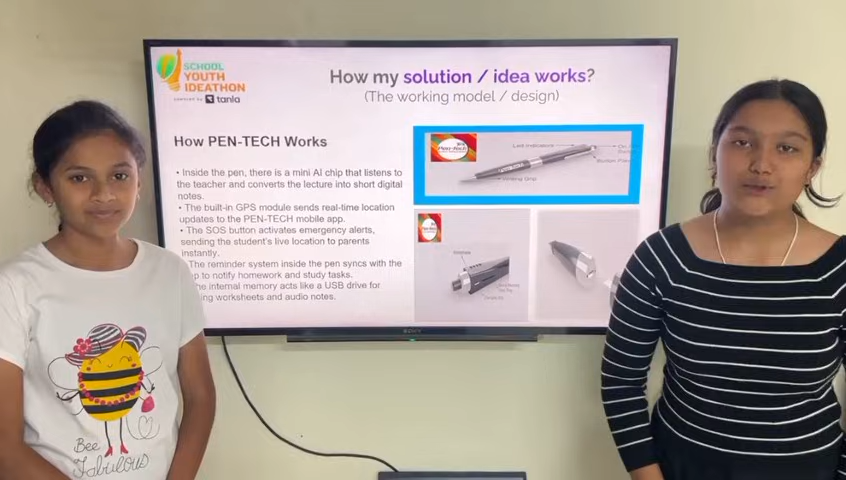 SCHOOL
YOUTH
IDEATHON
tanla
How my solution / idea works?
(The working model / design)
How PEN-TECH Works
• Inside the pen, there is a mini AI chip that listens to
the teacher and converts the lecture into short digital
notes.
• The built-in GPS module sends real-time location
updates to the PEN-TECH mobile app.
• The SOS button activates emergency alerts,
sending the student's live location to parents
instantly.
The reminder system inside the pen syncs with the
to notify homework and study tasks.
he internal memory acts like a USB drive for
ing worksheets and audio notes.
Led Indicators
Writing Grip
SONY
Bee
Fabulous